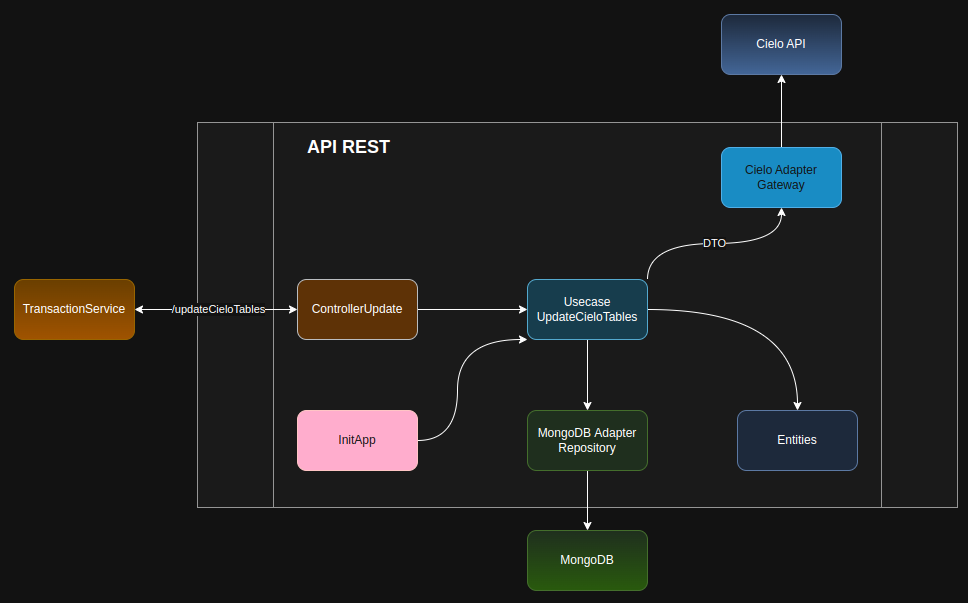 Cielo API
API REST
Cielo Adapter
Gateway
DTO
TransactionService
/updateCieloTables
ControllerUpdate
Usecase
UpdateCieloTables
InitApp
MongoDB Adapter
Repository
Entities
MongoDB